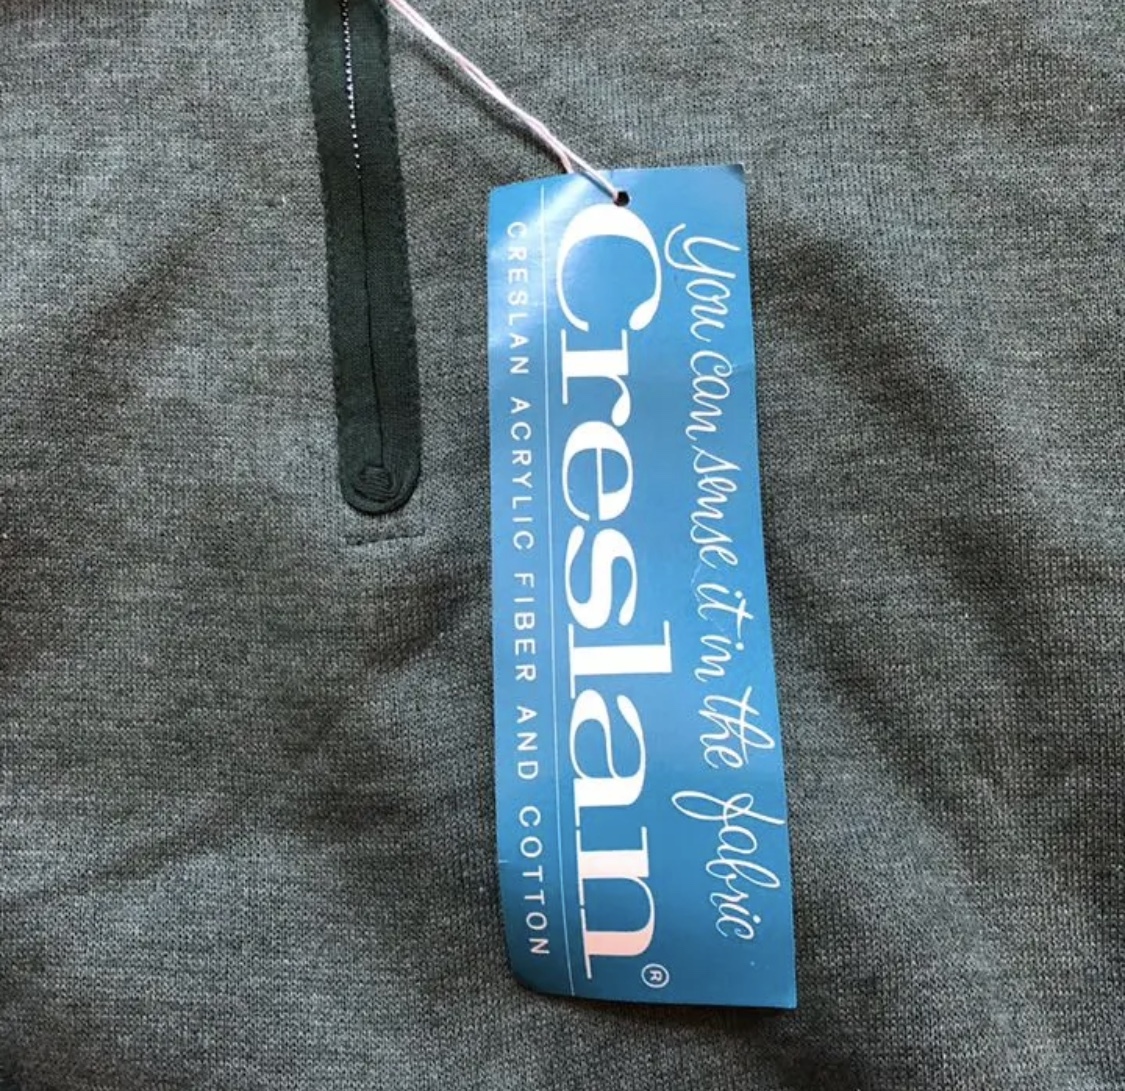 You can sense it in the fabric
Creslan®
CRESLAN ACRYLIC FIBER AND COTTON